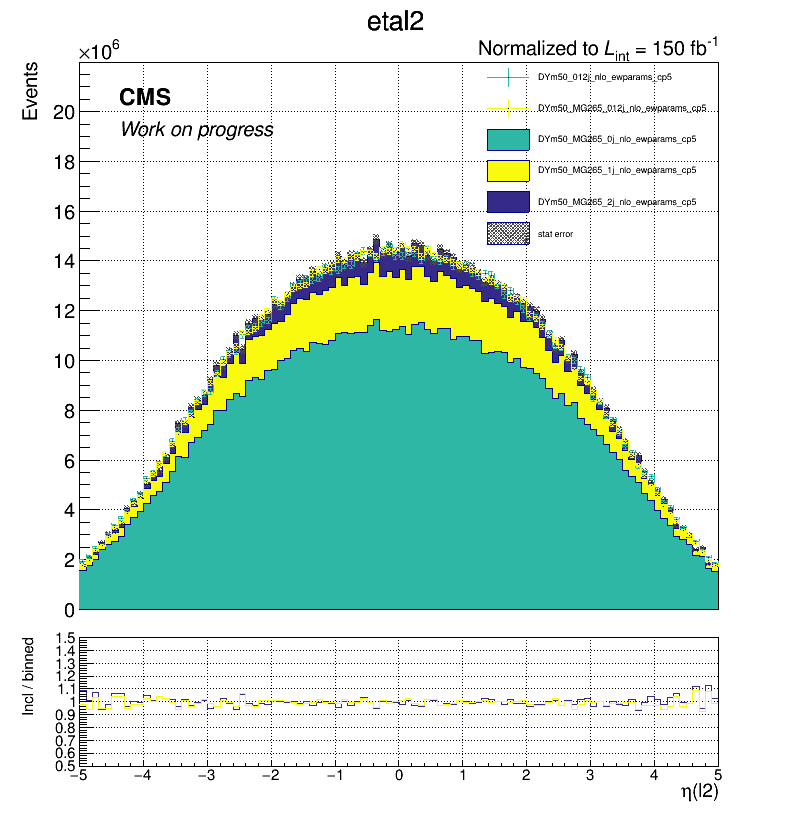 etal2
×10⁶
Normalized to L_int = 150 fb⁻¹
Events
CMS
Work on progress
DYm50_012j_nlo_ewparams_cp5
DYm50_MG265_012j_nlo_ewparams_cp5
DYm50_MG265_0j_nlo_ewparams_cp5
DYm50_MG265_1j_nlo_ewparams_cp5
DYm50_MG265_2j_nlo_ewparams_cp5
stat error
20
18
16
14
12
10
8
6
4
2
0
Incl / binned
1.5
1.4
1.3
1.2
1.1
1
0.9
0.8
0.7
0.6
0.5
−5 −4 −3 −2 −1 0 1 2 3 4 5
η(l2)